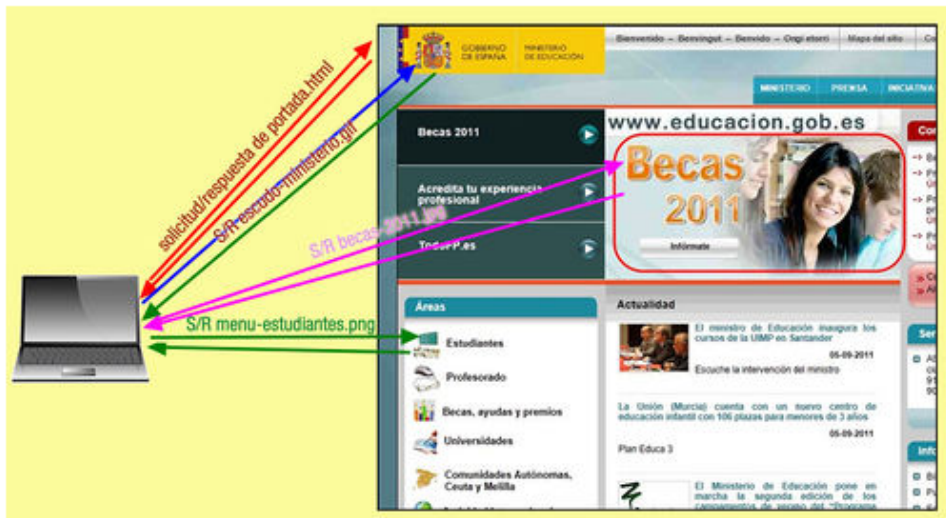 solicitud/respuesta de portada.html
S/R escudo-ministerio.gif
S/R becas-2011.jpg
S/R menu-estudiantes.png
GOBIERNO
DE ESPAÑA
MINISTERIO
DE EDUCACIÓN
Bienvenido – Benvingut – Benvido – Ongi etorri
Mapa del sitio
MINISTERIO
PRENSA
INICIATIVA
www.educacion.gob.es
Becas 2011
Acredita tu experiencia
profesional
TodoFP.es
Becas
2011
Infórmate
Áreas
Estudiantes
Profesorado
Becas, ayudas y premios
Universidades
Comunidades Autónomas,
Ceuta y Melilla
Actualidad
El ministro de Educación inaugura los
cursos de la UIMP en Santander
05-09-2011
Escuche la intervención del ministro
La Unión (Murcia) cuenta con un nuevo centro de
educación infantil con 106 plazas para menores de 3 años
05-09-2011
Plan Educa 3
El Ministerio de Educación pone en
marcha la segunda edición de los
campamentos de verano del "Programa